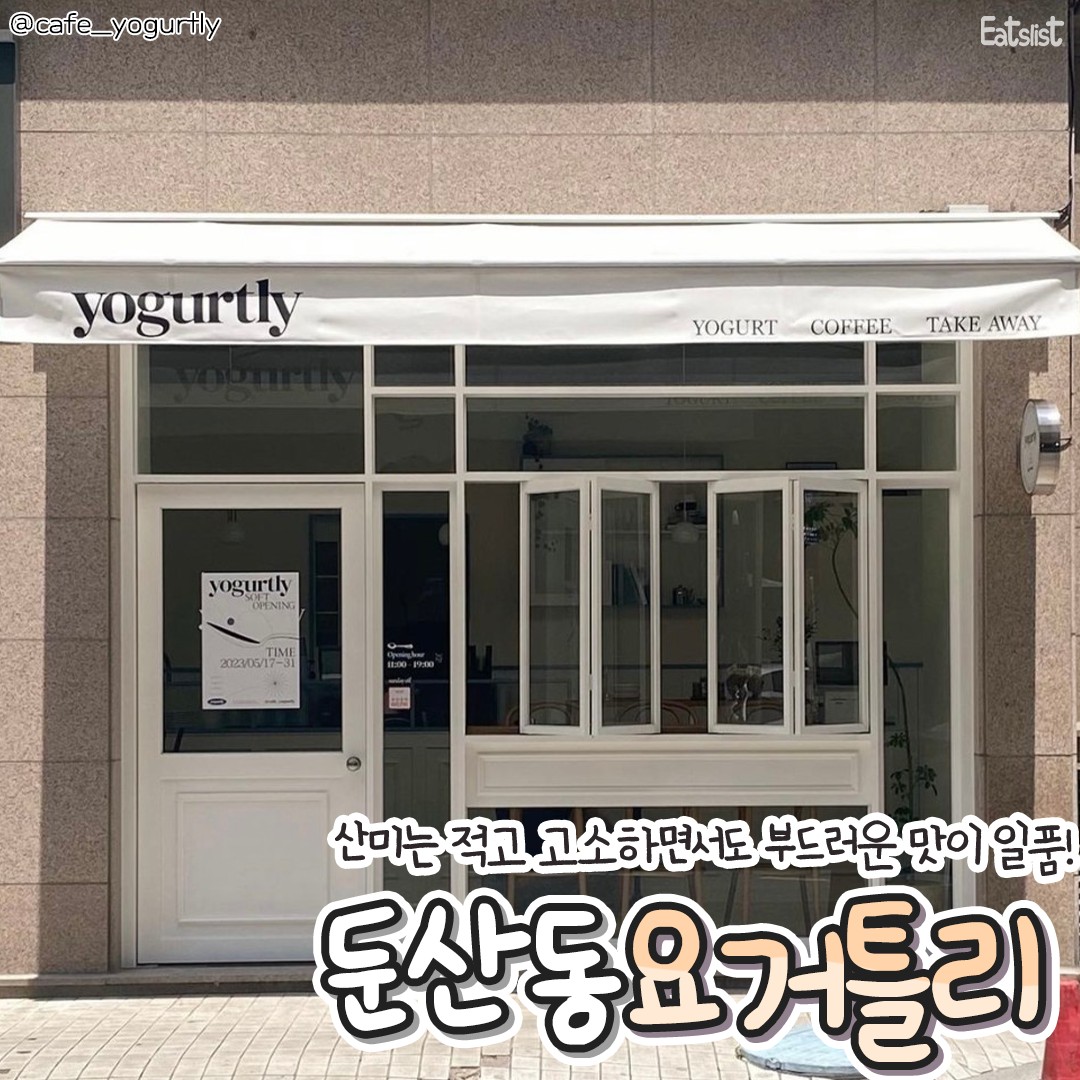 @cafe_yogurtly
Eatslist
yogurtly
YOGURT COFFEE TAKE AWAY
yogurtly
yogurtly
SOFT
OPENING
TIME
2023/05/17-31
Opening hour
11:00 - 19:00
산미는 적고 고소하면서도 부드러운 맛이 일품!
둔산동요거틀리